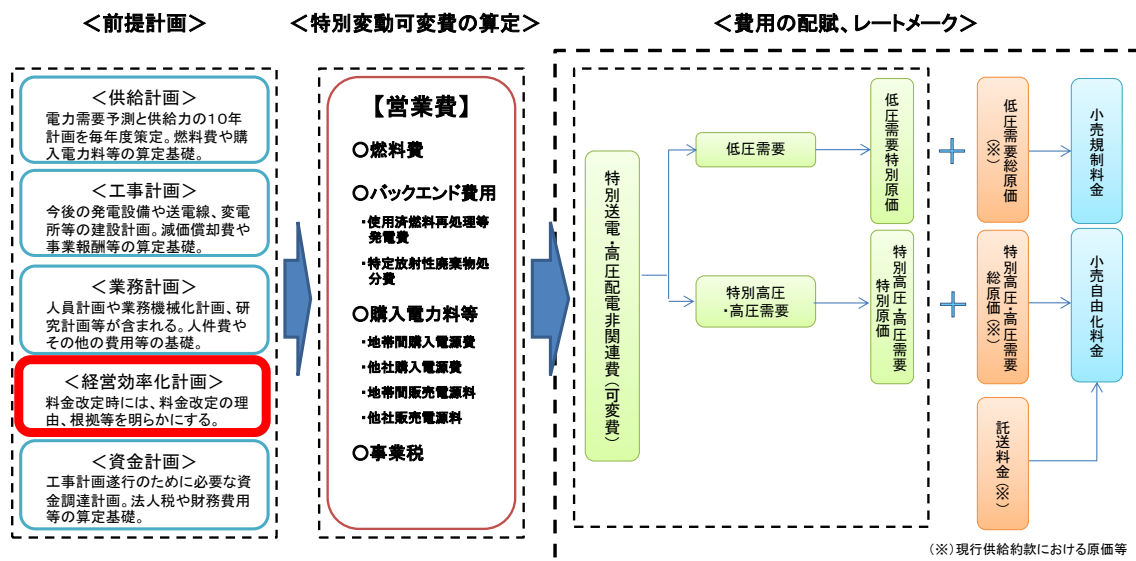 ＜前提計画＞
＜特別変動可変費の算定＞
＜費用の配賦、レートメーク＞
＜供給計画＞
電力需要予測と供給力の１０年
計画を毎年度策定。燃料費や購
入電力料等の算定基礎。
＜工事計画＞
今後の発電設備や送電線、変電
所等の建設計画。減価償却費や
事業報酬等の算定基礎。
＜業務計画＞
人員計画や業務機械化計画、研
究計画等が含まれる。人件費や
その他の費用等の基礎。
＜経営効率化計画＞
料金改定時には、料金改定の理
由、根拠等を明らかにする。
＜資金計画＞
工事計画遂行のために必要な資
金調達計画。法人税や財務費用
等の算定基礎。
【営業費】
○燃料費
○バックエンド費用
・使用済燃料再処理等
発電費
・特定放射性廃棄物処
分費
○購入電力料等
・地帯間購入電源費
・他社購入電源費
・地帯間販売電源料
・他社販売電源料
○事業税
特別送電・高圧配電非関連費（可変費）
低圧需要
特別高圧
・高圧需要
低圧需要特別原価
特別高圧・高圧需要
特別原価
＋
＋
低圧需要総原価
（※）
特別高圧・高圧需要
総原価（※）
託送料金（※）
小売規制料金
小売自由化料金
（※）現行供給約款における原価等